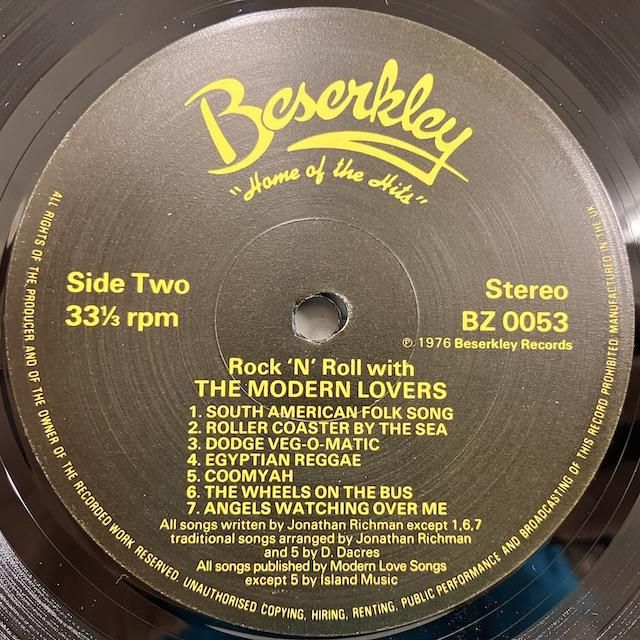 Beserkley
"Home of the Hits"
Side Two
33⅓ rpm
Stereo
BZ 0053
℗ 1976 Beserkley Records
Rock 'N' Roll with
THE MODERN LOVERS
1. SOUTH AMERICAN FOLK SONG
2. ROLLER COASTER BY THE SEA
3. DODGE VEG-O-MATIC
4. EGYPTIAN REGGAE
5. COOMYAH
6. THE WHEELS ON THE BUS
7. ANGELS WATCHING OVER ME
All songs written by Jonathan Richman except 1,6,7
traditional songs arranged by Jonathan Richman
and 5 by D. Dacres
All songs published by Modern Love Songs
except 5 by Island Music
ALL RIGHTS OF THE PRODUCER AND OF THE OWNER OF THE RECORDED WORK RESERVED. UNAUTHORISED COPYING, HIRING, RENTING, PUBLIC PERFORMANCE AND BROADCASTING OF THIS RECORD PROHIBITED. MANUFACTURED IN THE UK